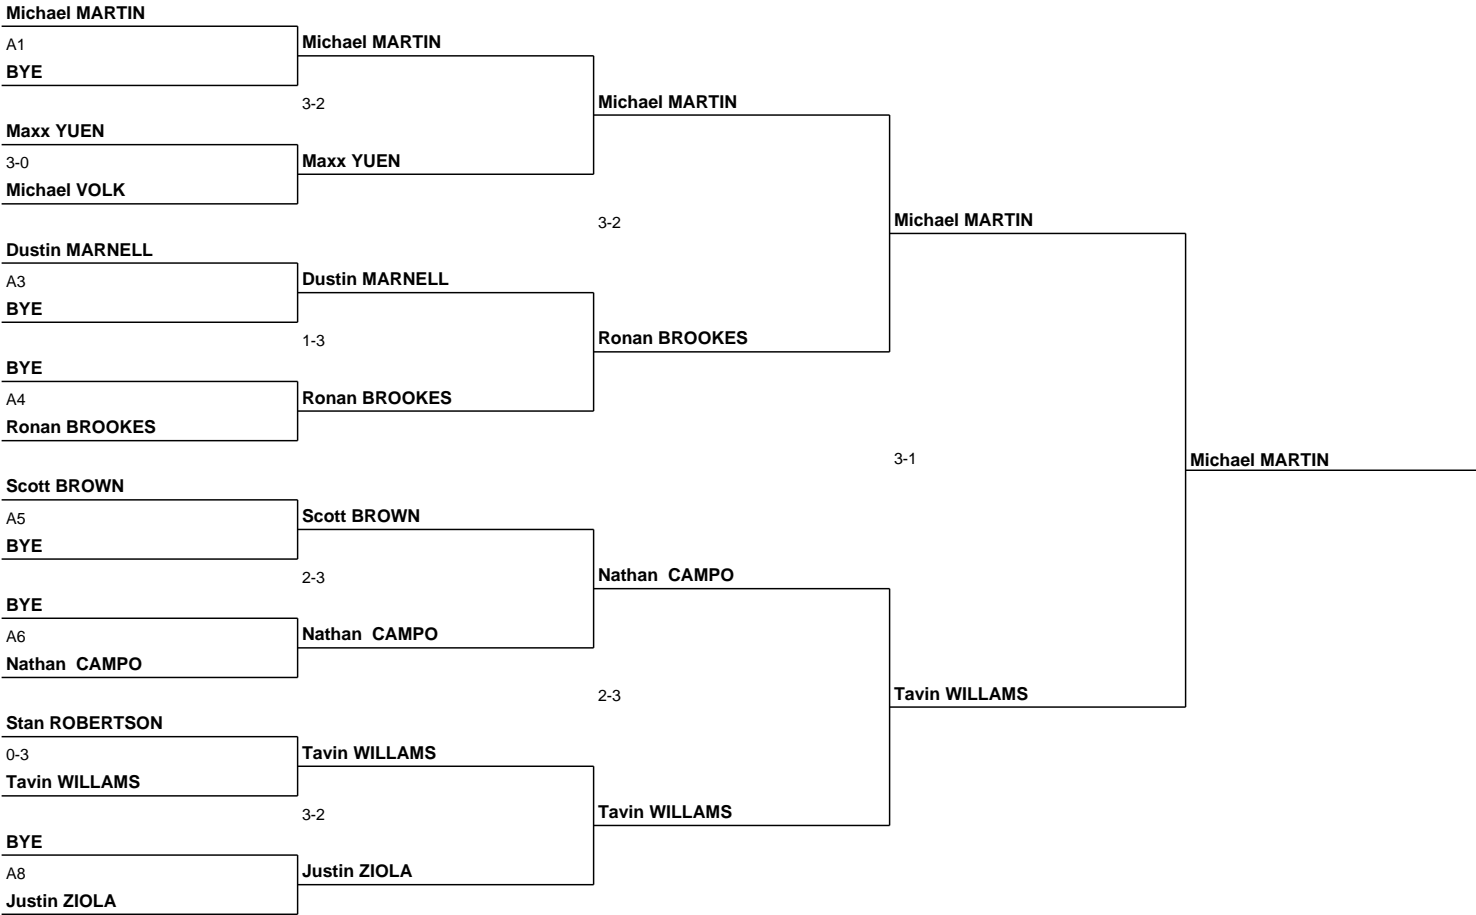 Michael MARTIN
A1
BYE
Maxx YUEN
3-0
Michael VOLK
Dustin MARNELL
A3
BYE
BYE
A4
Ronan BROOKES
Scott BROWN
A5
BYE
BYE
A6
Nathan  CAMPO
Stan ROBERTSON
0-3
Tavin WILLAMS
BYE
A8
Justin ZIOLA
Michael MARTIN
3-2
Maxx YUEN
Dustin MARNELL
1-3
Ronan BROOKES
Scott BROWN
2-3
Nathan  CAMPO
Tavin WILLAMS
3-2
Justin ZIOLA
Michael MARTIN
3-2
Ronan BROOKES
Nathan  CAMPO
2-3
Tavin WILLAMS
Michael MARTIN
3-1
Tavin WILLAMS
Michael MARTIN